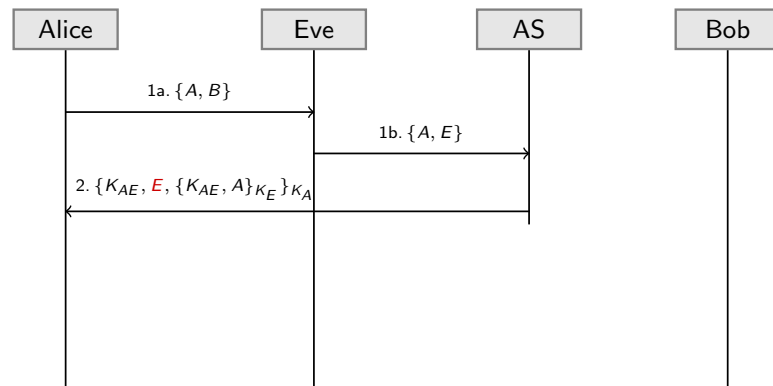 Alice Eve AS Bob
1a. {A, B}
1b. {A, E}
2. {K_AE, E, {K_AE, A}_K_E}_K_A